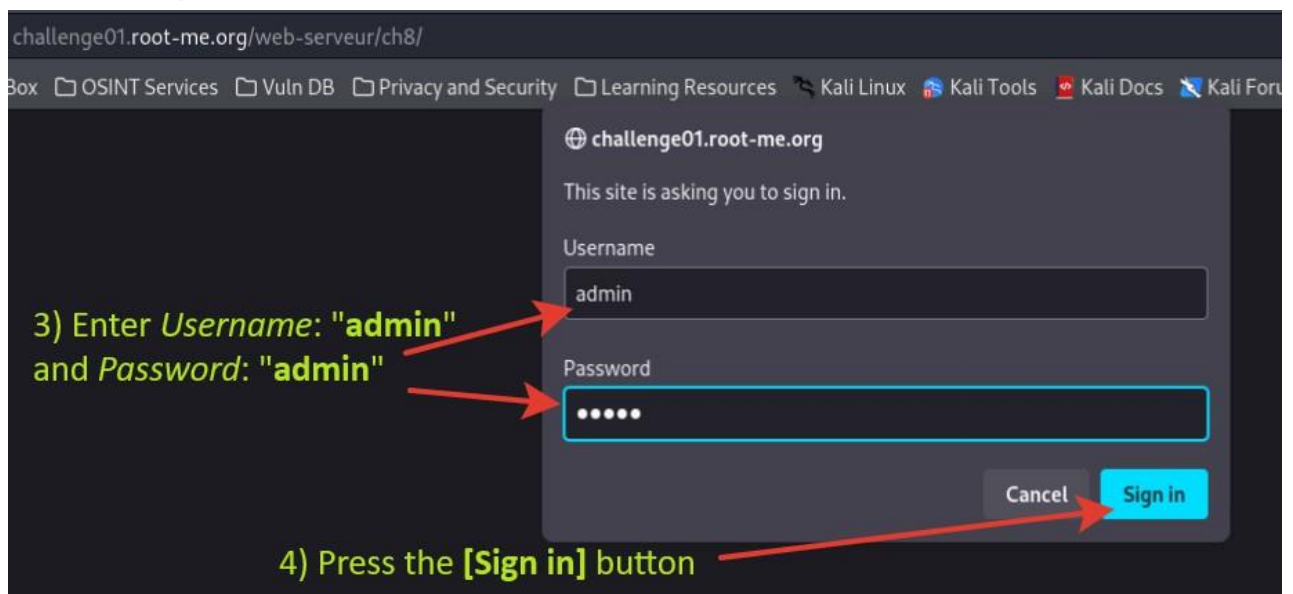 challenge01.root-me.org/web-serveur/ch8/
Box OSINT Services Vuln DB Privacy and Security Learning Resources Kali Linux Kali Tools Kali Docs Kali Foru
challenge01.root-me.org
This site is asking you to sign in.
Username
admin
3) Enter Username: "admin"
and Password: "admin"
Password
•••••
Cancel Sign in
4) Press the [Sign in] button